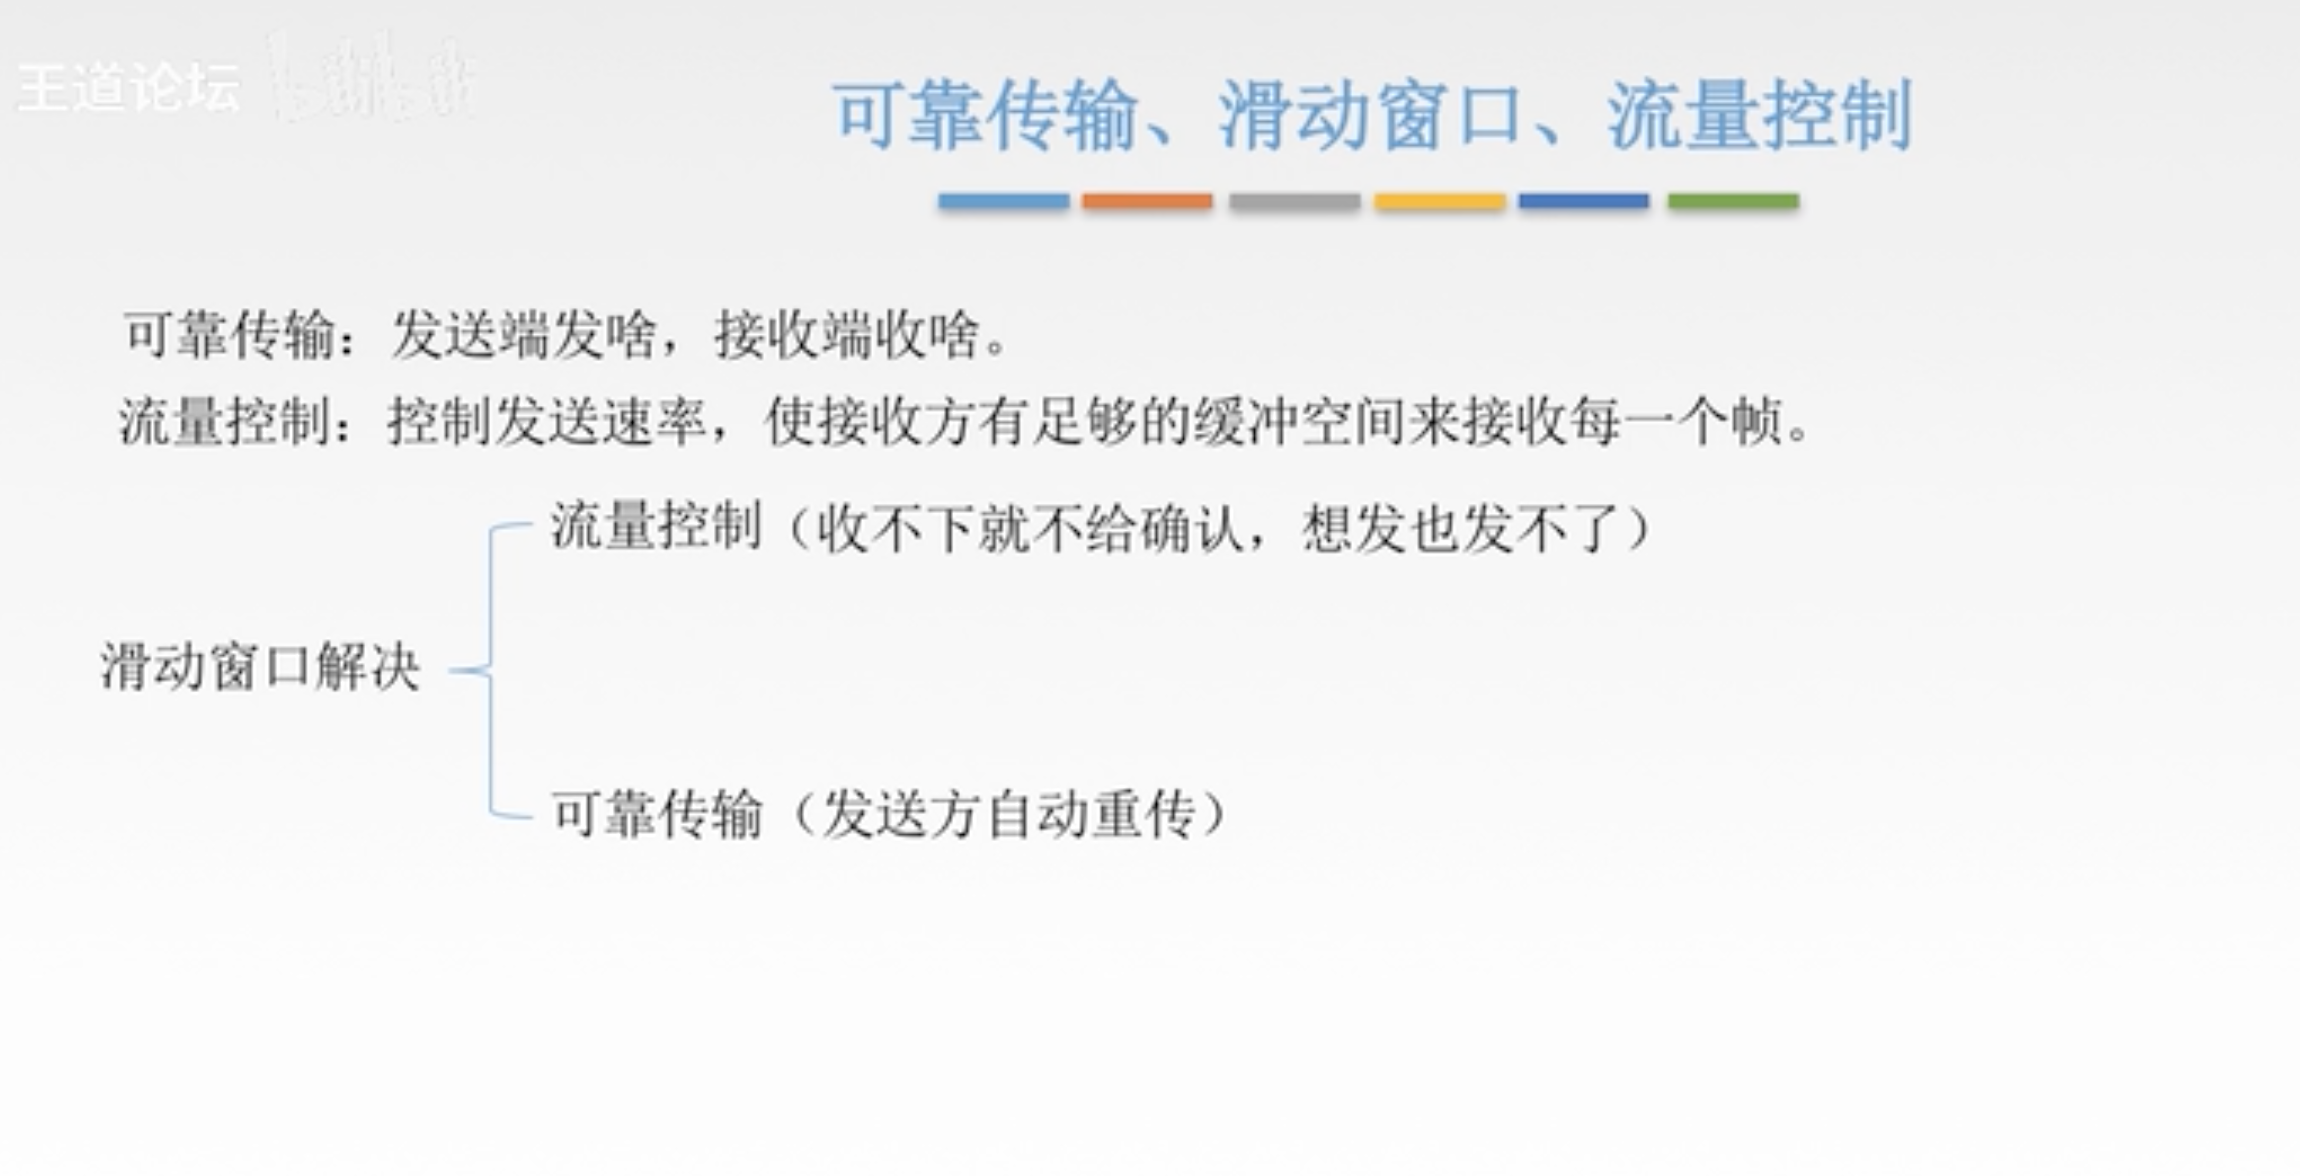 王道论坛 bilibili
可靠传输、滑动窗口、流量控制
可靠传输：发送端发啥，接收端收啥。
流量控制：控制发送速率，使接收方有足够的缓冲空间来接收每一个帧。
流量控制（收不下就不给确认，想发也发不了）
滑动窗口解决
可靠传输（发送方自动重传）